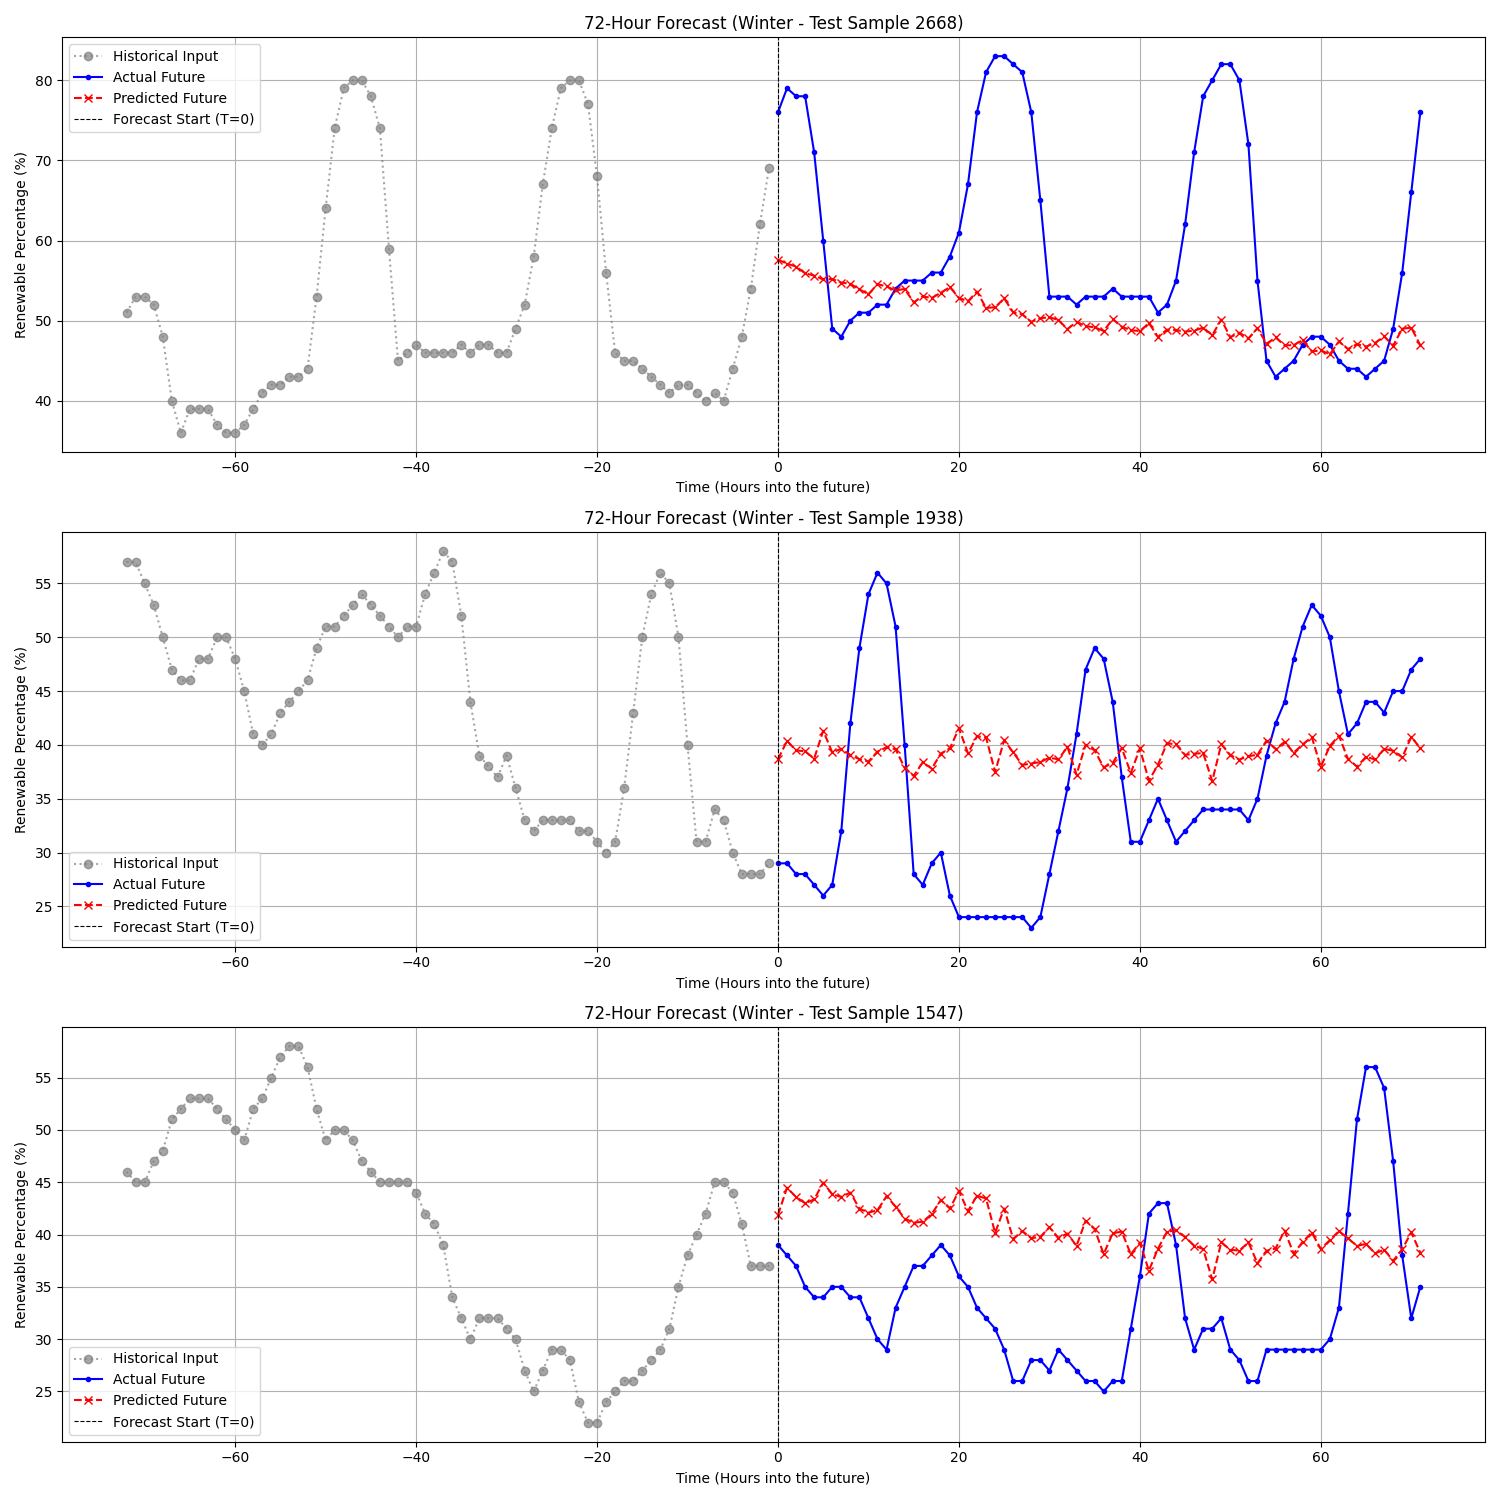 72-Hour Forecast (Winter - Test Sample 2668)
Historical Input
Actual Future
Predicted Future
Forecast Start (T=0)
Renewable Percentage (%)
80
70
60
50
40
−60 −40 −20 0 20 40 60
Time (Hours into the future)
72-Hour Forecast (Winter - Test Sample 1938)
Renewable Percentage (%)
55
50
45
40
35
30
25
Historical Input
Actual Future
Predicted Future
Forecast Start (T=0)
−60 −40 −20 0 20 40 60
Time (Hours into the future)
72-Hour Forecast (Winter - Test Sample 1547)
Renewable Percentage (%)
55
50
45
40
35
30
25
Historical Input
Actual Future
Predicted Future
Forecast Start (T=0)
−60 −40 −20 0 20 40 60
Time (Hours into the future)